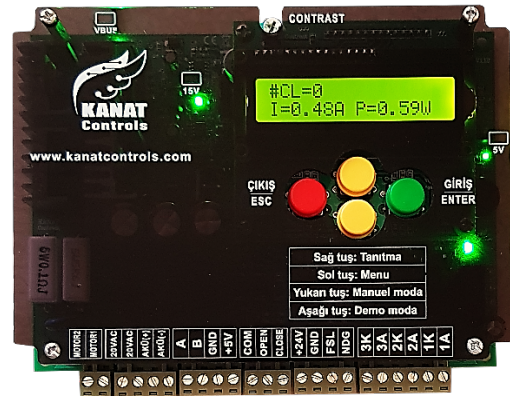 CONTRAST
VBUS
15V
KANAT
Controls
www.kanatcontrols.com
#CL=0
I=0.48A P=0.59W
5V
ÇIKIŞ
ESC
GİRİŞ
ENTER
Sağ tuş: Tanıtma
Sol tuş: Menu
Yukarı tuş: Manuel moda
Aşağı tuş: Demo moda
5W0.1ΩJ
MOTOR2 MOTOR1 20VAC 20VAC AKÜ(+) AKÜ(-) A B GND +5V COM OPEN CLOSE +24V GND FSL NDG 3K 3A 2K 2A 1K 1A